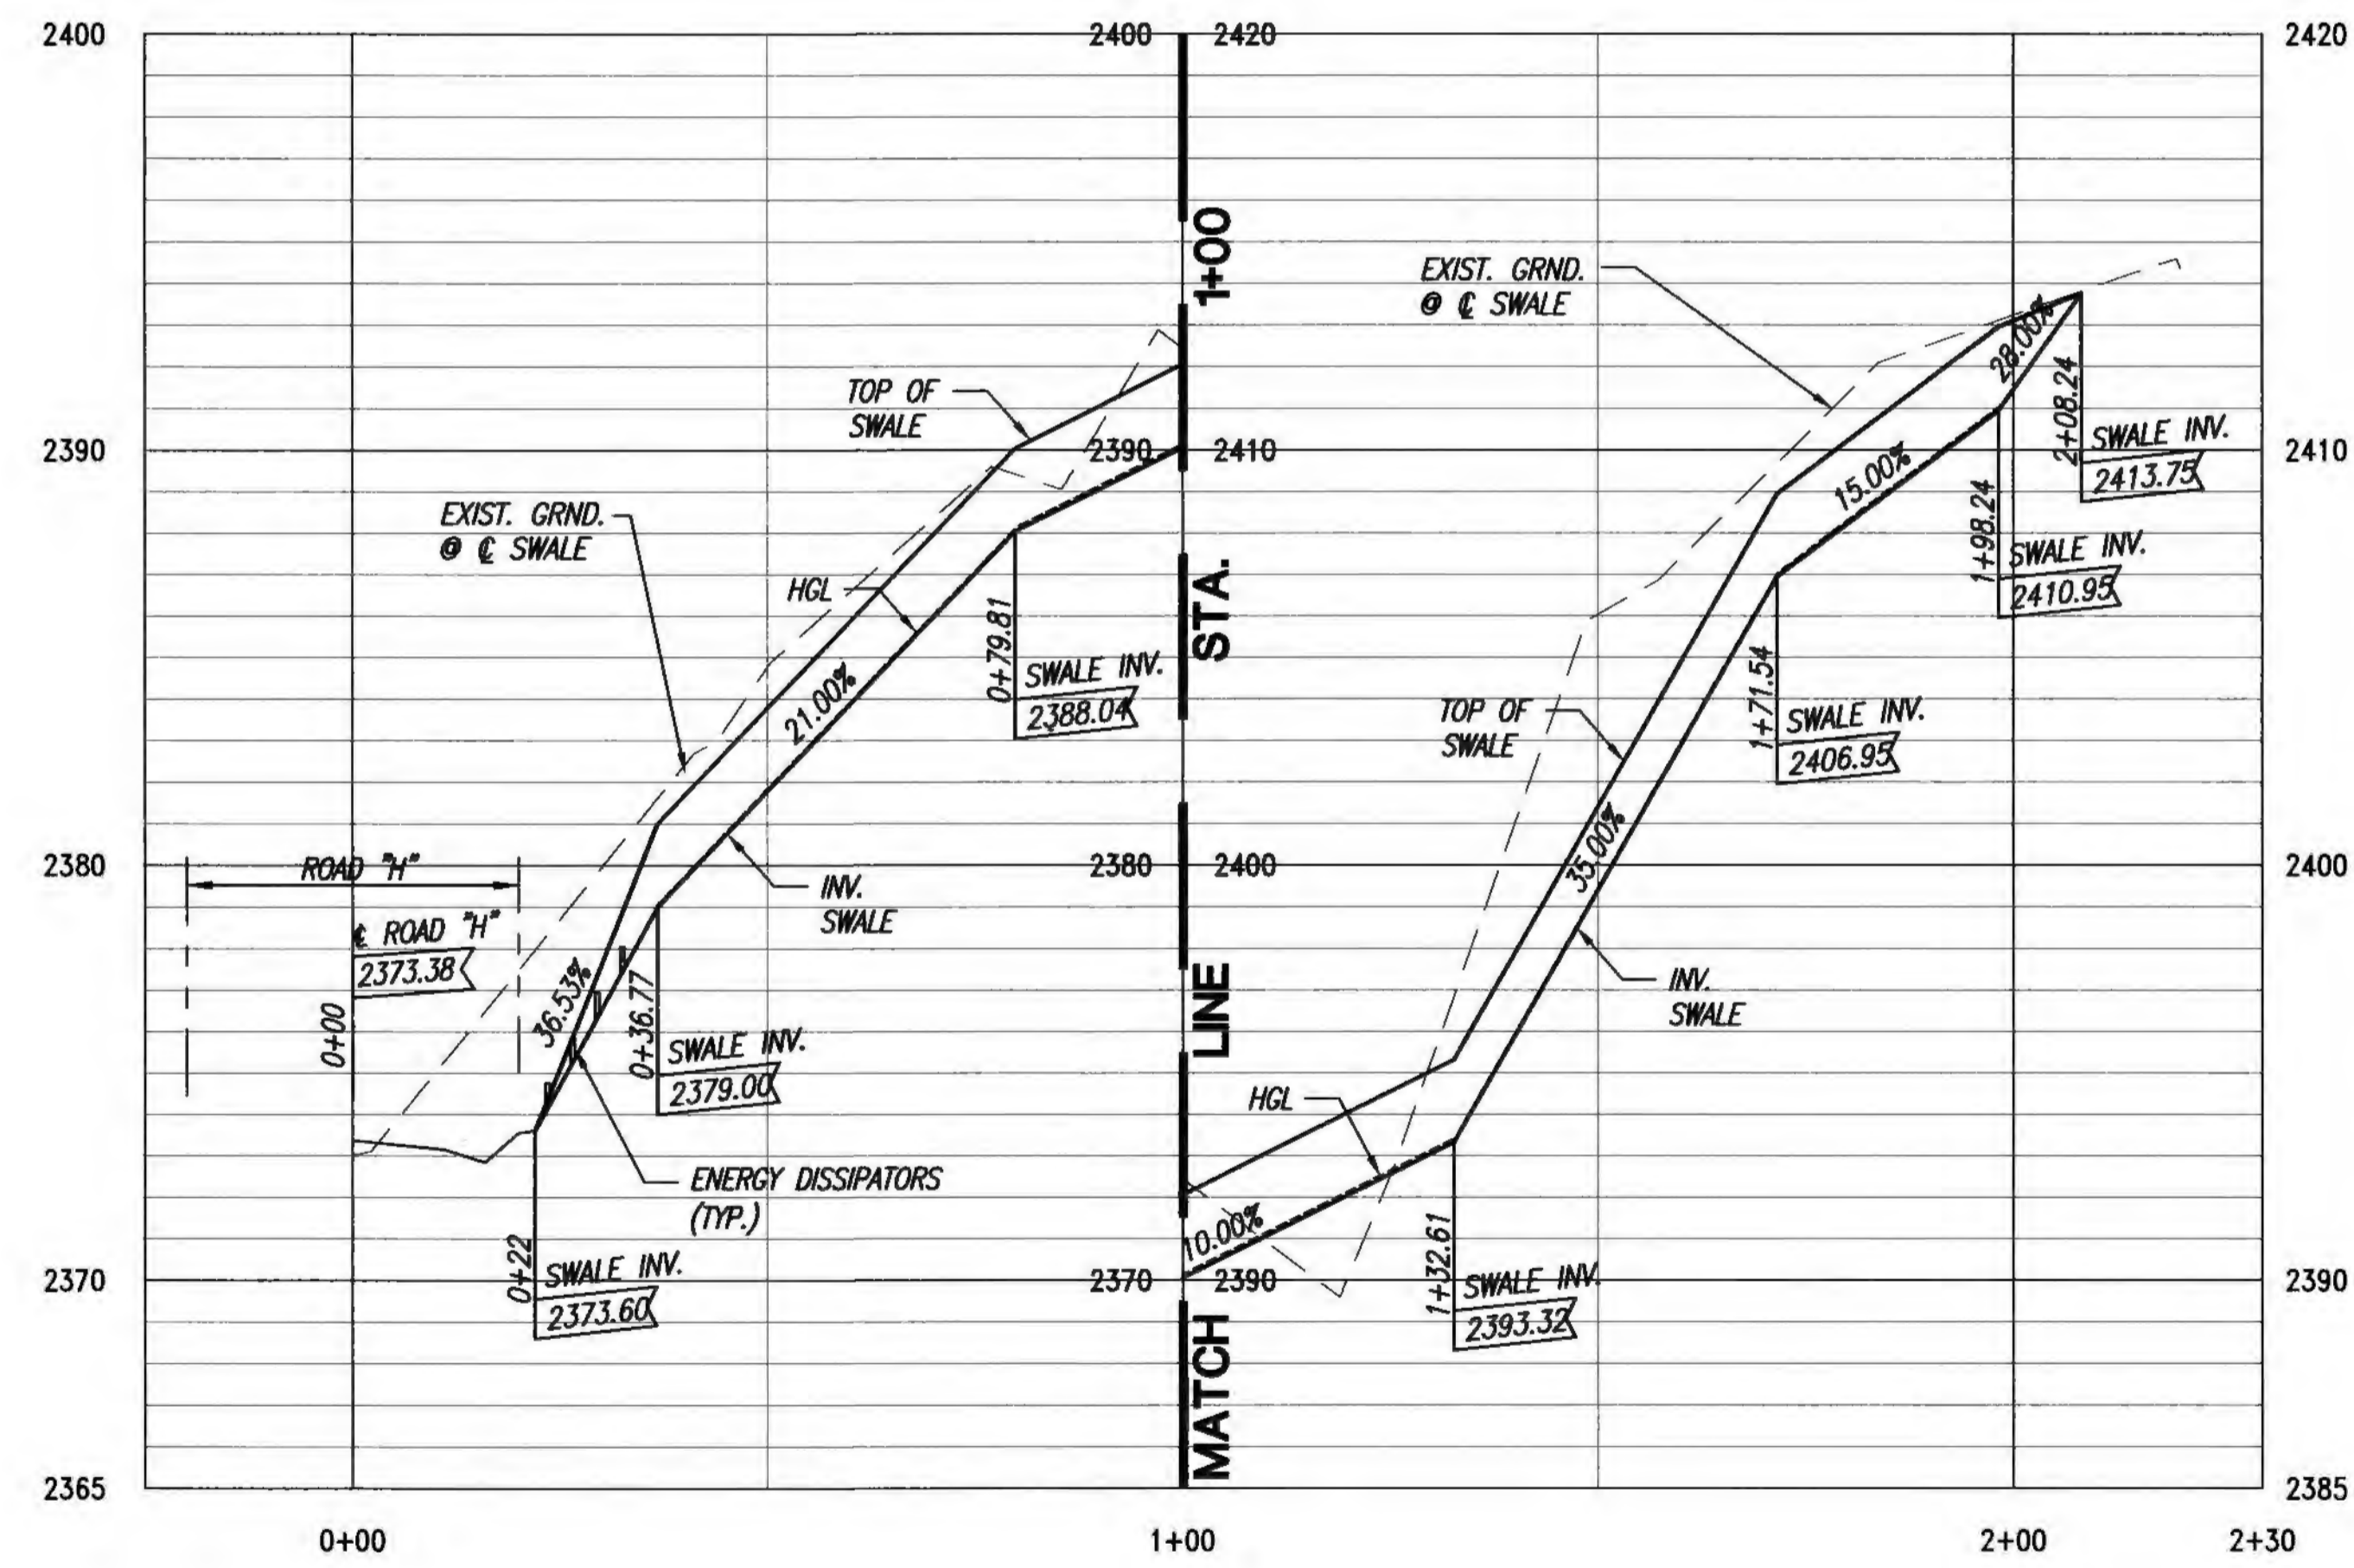 2400
2400
2420
2420
1+00
EXIST. GRND.
@ ℄ SWALE
TOP OF
SWALE
28.00%
2+08.24
2390
2390
2410
SWALE INV.
2413.75
2410
15.00%
1+98.24
EXIST. GRND.
@ ℄ SWALE
SWALE INV.
2410.95
HGL
STA.
0+79.81
SWALE INV.
2388.04
21.00%
1+71.54
SWALE INV.
2406.95
TOP OF
SWALE
35.00%
2380
ROAD "H"
2380
2400
2400
INV.
SWALE
℄ ROAD "H"
2373.38
0+00
36.53%
0+36.77
SWALE INV.
2379.00
LINE
INV.
SWALE
HGL
ENERGY DISSIPATORS
(TYP.)
10.00%
0+22
SWALE INV.
2373.60
1+32.61
SWALE INV.
2393.32
2370
2370
2390
2390
MATCH
2365
2385
0+00
1+00
2+00
2+30